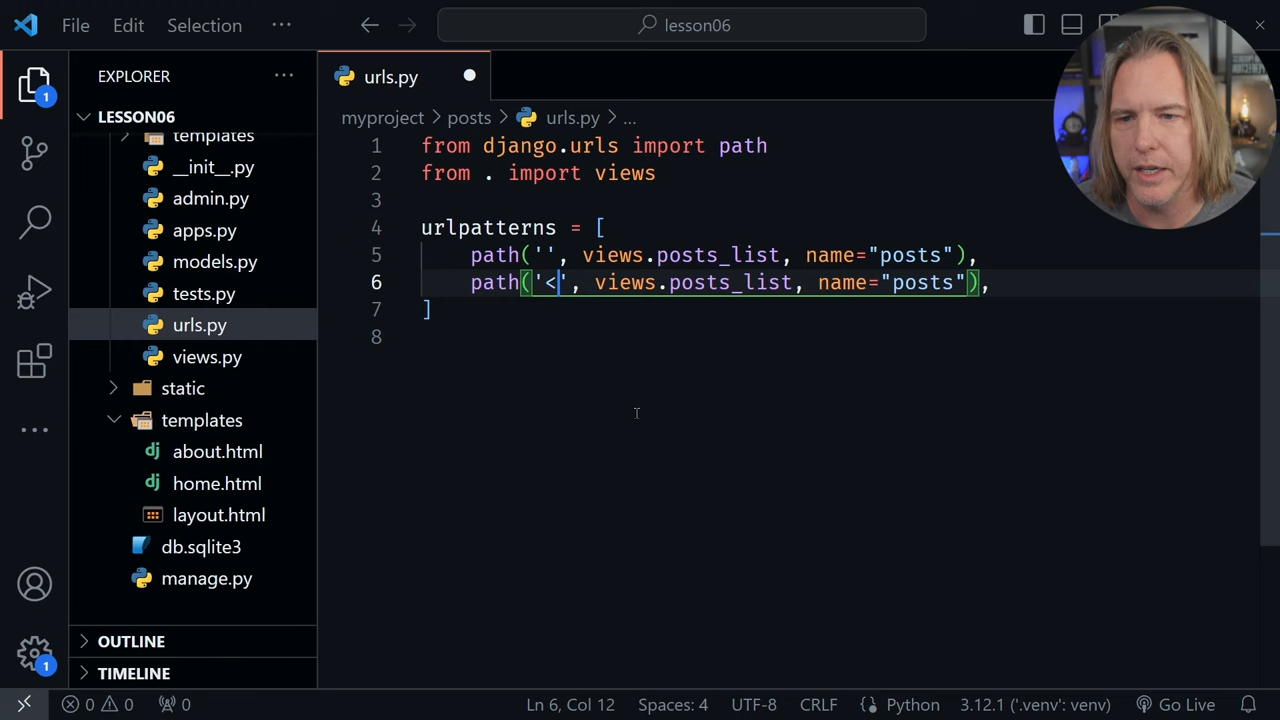 File Edit Selection ··· lesson06
EXPLORER ···
LESSON06
templates
__init__.py
admin.py
apps.py
models.py
tests.py
urls.py
views.py
static
templates
about.html
home.html
layout.html
db.sqlite3
manage.py
OUTLINE
TIMELINE
1
1
urls.py
myproject > posts > urls.py > ...
1 from django.urls import path
2 from . import views
3
4 urlpatterns = [
5 path('', views.posts_list, name="posts"),
6 path('<', views.posts_list, name="posts"),
7 ]
8
0 0 0 Ln 6, Col 12 Spaces: 4 UTF-8 CRLF Python 3.12.1 ('.venv': venv) Go Live